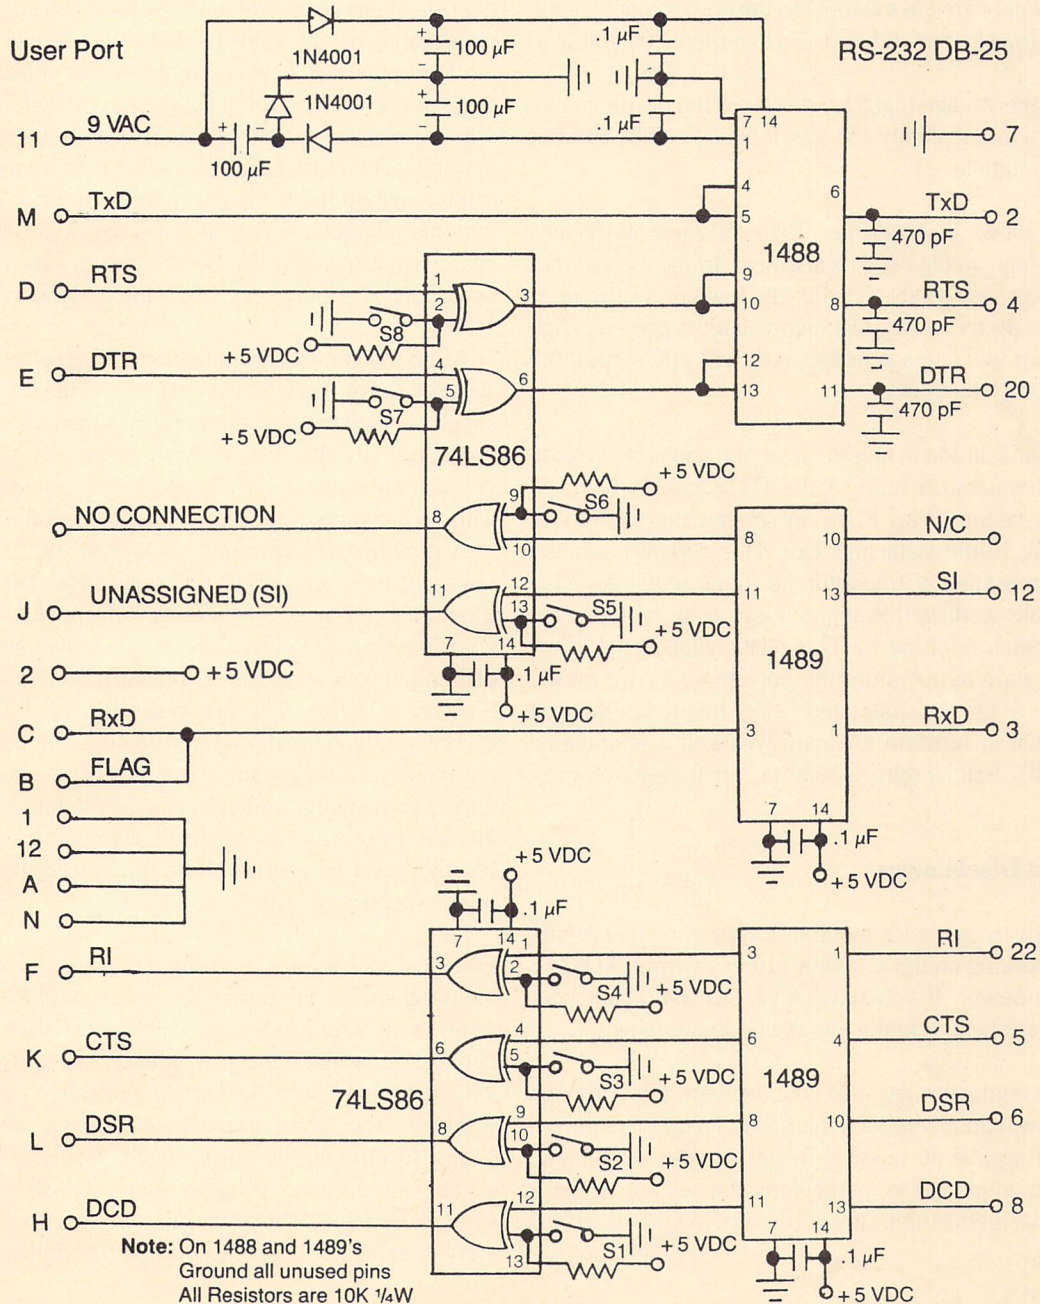 User Port
RS-232 DB-25
1N4001
1N4001
+
100 µF
−
+
100 µF
−
.1 µF
.1 µF
11
9 VAC
+ −
100 µF
7 14
1
7
M
TxD
4
5
6
TxD
2
470 pF
1488
D
RTS
1
2
3
S8
+5 VDC
9
10
8
RTS
4
470 pF
E
DTR
4
5
6
S7
+5 VDC
12
13
11
DTR
20
470 pF
74LS86
+5 VDC
NO CONNECTION
8
9
10
S6
8
10
N/C
J
UNASSIGNED (SI)
11
12
13
S5
11
13
SI
12
+5 VDC
7
14
.1 µF
+5 VDC
1489
2
+5 VDC
C
RxD
3
1
RxD
3
B
FLAG
7
14
.1 µF
+5 VDC
1
12
A
N
+5 VDC
.1 µF
7
14
F
RI
3
1
2
S4
+5 VDC
3
1
RI
22
K
CTS
6
4
5
S3
+5 VDC
6
4
CTS
5
74LS86
1489
L
DSR
8
9
10
S2
+5 VDC
8
10
DSR
6
H
DCD
11
12
13
S1
+5 VDC
11
13
DCD
8
7
14
.1 µF
+5 VDC
Note: On 1488 and 1489's
Ground all unused pins
All Resistors are 10K 1/4W